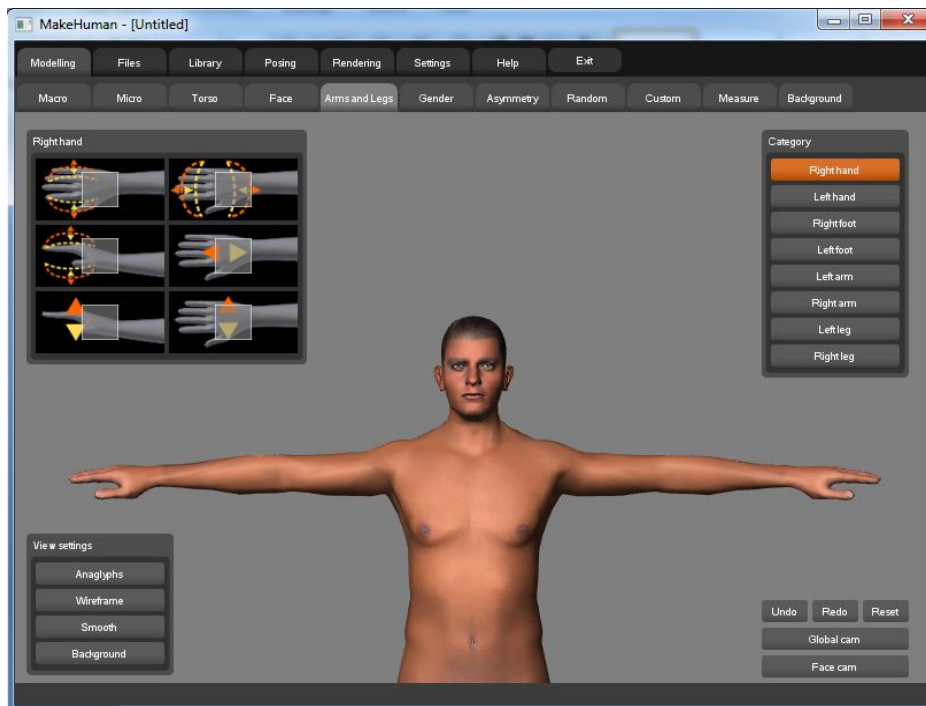 MakeHuman - [Untitled]
Modelling Files Library Posing Rendering Settings Help Exit
Macro Micro Torso Face Arms and Legs Gender Asymmetry Random Custom Measure Background
Right hand
Category
Right hand
Left hand
Right foot
Left foot
Left arm
Right arm
Left leg
Right leg
View settings
Anaglyphs
Wireframe
Smooth
Background
Undo Redo Reset
Global cam
Face cam